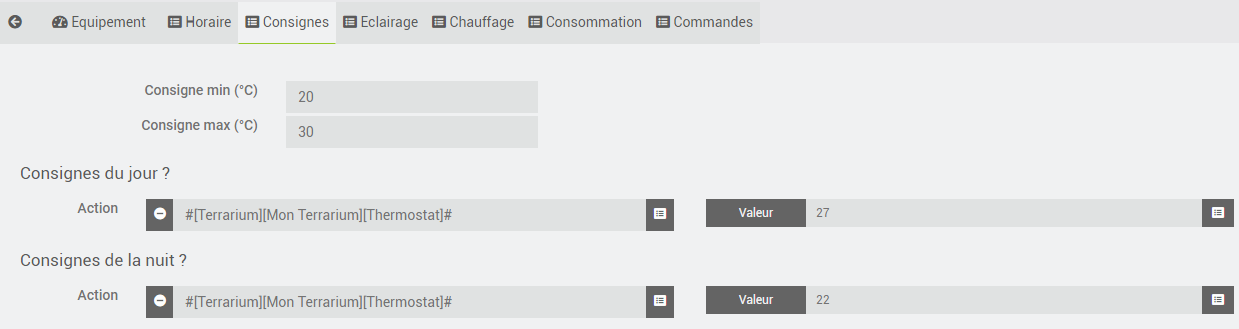 Equipement Horaire Consignes Eclairage Chauffage Consommation Commandes
Consigne min (°C) 20
Consigne max (°C) 30
Consignes du jour ?
Action #[Terrarium][Mon Terrarium][Thermostat]# Valeur 27
Consignes de la nuit ?
Action #[Terrarium][Mon Terrarium][Thermostat]# Valeur 22